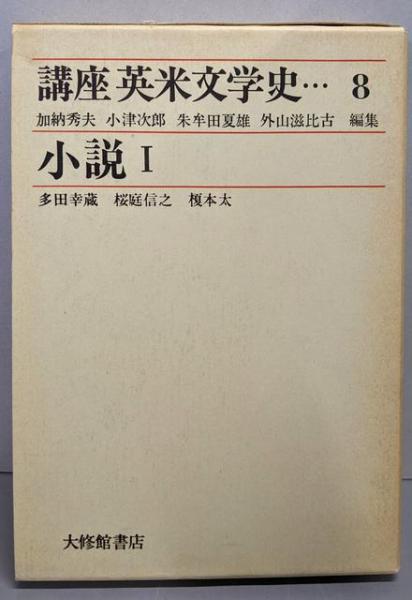 講座 英米文学史… 8
加納秀夫 小津次郎 朱牟田夏雄 外山滋比古 編集
小説 I
多田幸蔵 桜庭信之 榎本太
大修館書店